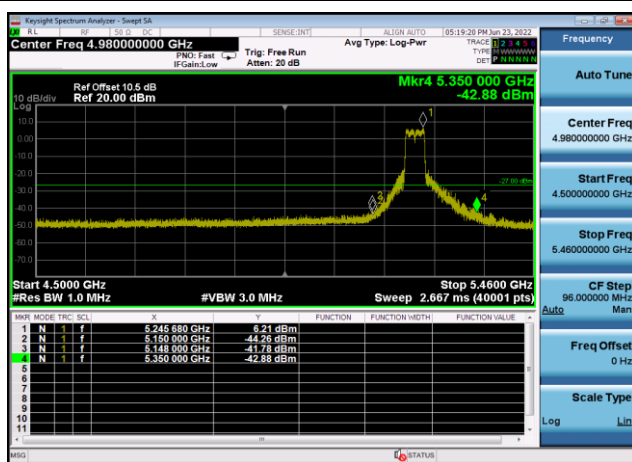 Keysight Spectrum Analyzer - Swept SA
RL RF 50 Ω DC SENSE:INT ALIGN AUTO 05:19:20 PM Jun 23, 2022
Center Freq 4.980000000 GHz
PNO: Fast
IFGain:Low
Trig: Free Run
Atten: 20 dB
Avg Type: Log-Pwr
TRACE 1 2 3 4 5 6
TYPE M WWWWW
DET P N N N N N
Ref Offset 10.5 dB
10 dB/div Ref 20.00 dBm
Log
Mkr4 5.350 000 GHz
-42.88 dBm
10.0
0.00
-10.0
-20.0
-30.0
-40.0
-50.0
-60.0
-70.0
1
3
4
-27.00 dBm
Start 4.5000 GHz Stop 5.4600 GHz
#Res BW 1.0 MHz #VBW 3.0 MHz Sweep 2.667 ms (40001 pts)
MKR MODE TRC SCL X Y FUNCTION FUNCTION WIDTH FUNCTION VALUE
1 N 1 f 5.245 680 GHz 6.21 dBm
2 N 1 f 5.150 000 GHz -44.26 dBm
3 N 1 f 5.148 000 GHz -41.78 dBm
4 N 1 f 5.350 000 GHz -42.88 dBm
5
6
7
8
9
10
11
MSG STATUS
Frequency
Auto Tune
Center Freq
4.980000000 GHz
Start Freq
4.500000000 GHz
Stop Freq
5.460000000 GHz
CF Step
96.000000 MHz
Auto Man
Freq Offset
0 Hz
Scale Type
Log Lin